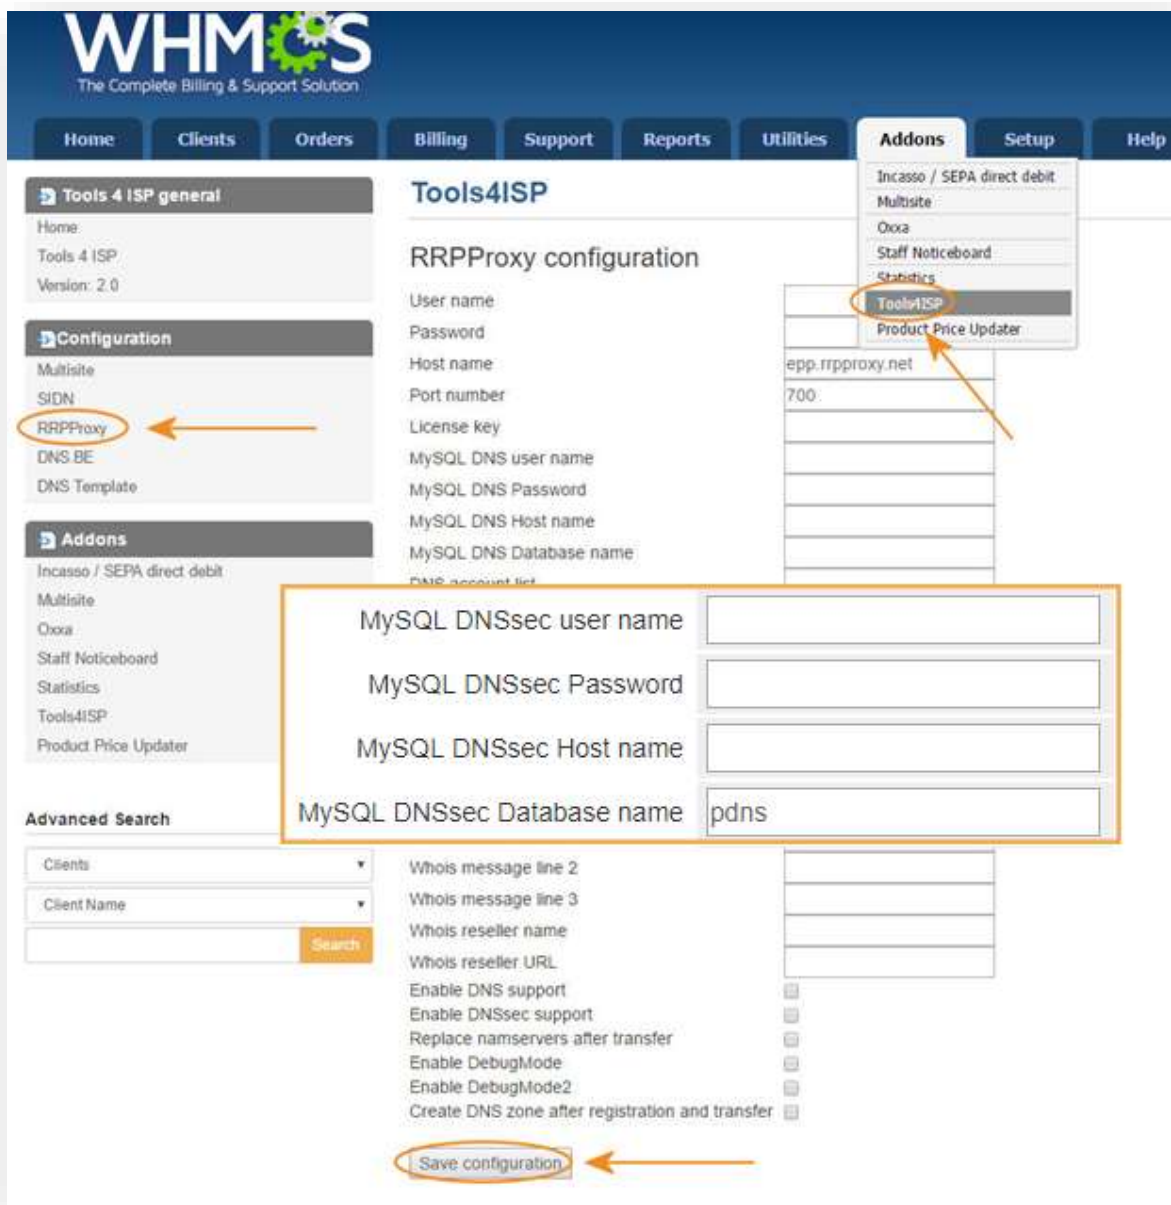 WHMCS
The Complete Billing & Support Solution
Home Clients Orders Billing Support Reports Utilities Addons Setup Help
Incasso / SEPA direct debit
Multisite
Oxxa
Staff Noticeboard
Statistics
Tools4ISP
Product Price Updater
Tools 4 ISP general
Home
Tools 4 ISP
Version: 2.0
Configuration
Multisite
SIDN
RRPProxy
DNS BE
DNS Template
Addons
Incasso / SEPA direct debit
Multisite
Oxxa
Staff Noticeboard
Statistics
Tools4ISP
Product Price Updater
Advanced Search
Clients
Client Name
Search
Tools4ISP
RRPProxy configuration
User name
Password
Host name epp.rrpproxy.net
Port number 700
License key
MySQL DNS user name
MySQL DNS Password
MySQL DNS Host name
MySQL DNS Database name
DNS account list
MySQL DNSsec user name
MySQL DNSsec Password
MySQL DNSsec Host name
MySQL DNSsec Database name pdns
Whois message line 2
Whois message line 3
Whois reseller name
Whois reseller URL
Enable DNS support
Enable DNSsec support
Replace namservers after transfer
Enable DebugMode
Enable DebugMode2
Create DNS zone after registration and transfer
Save configuration